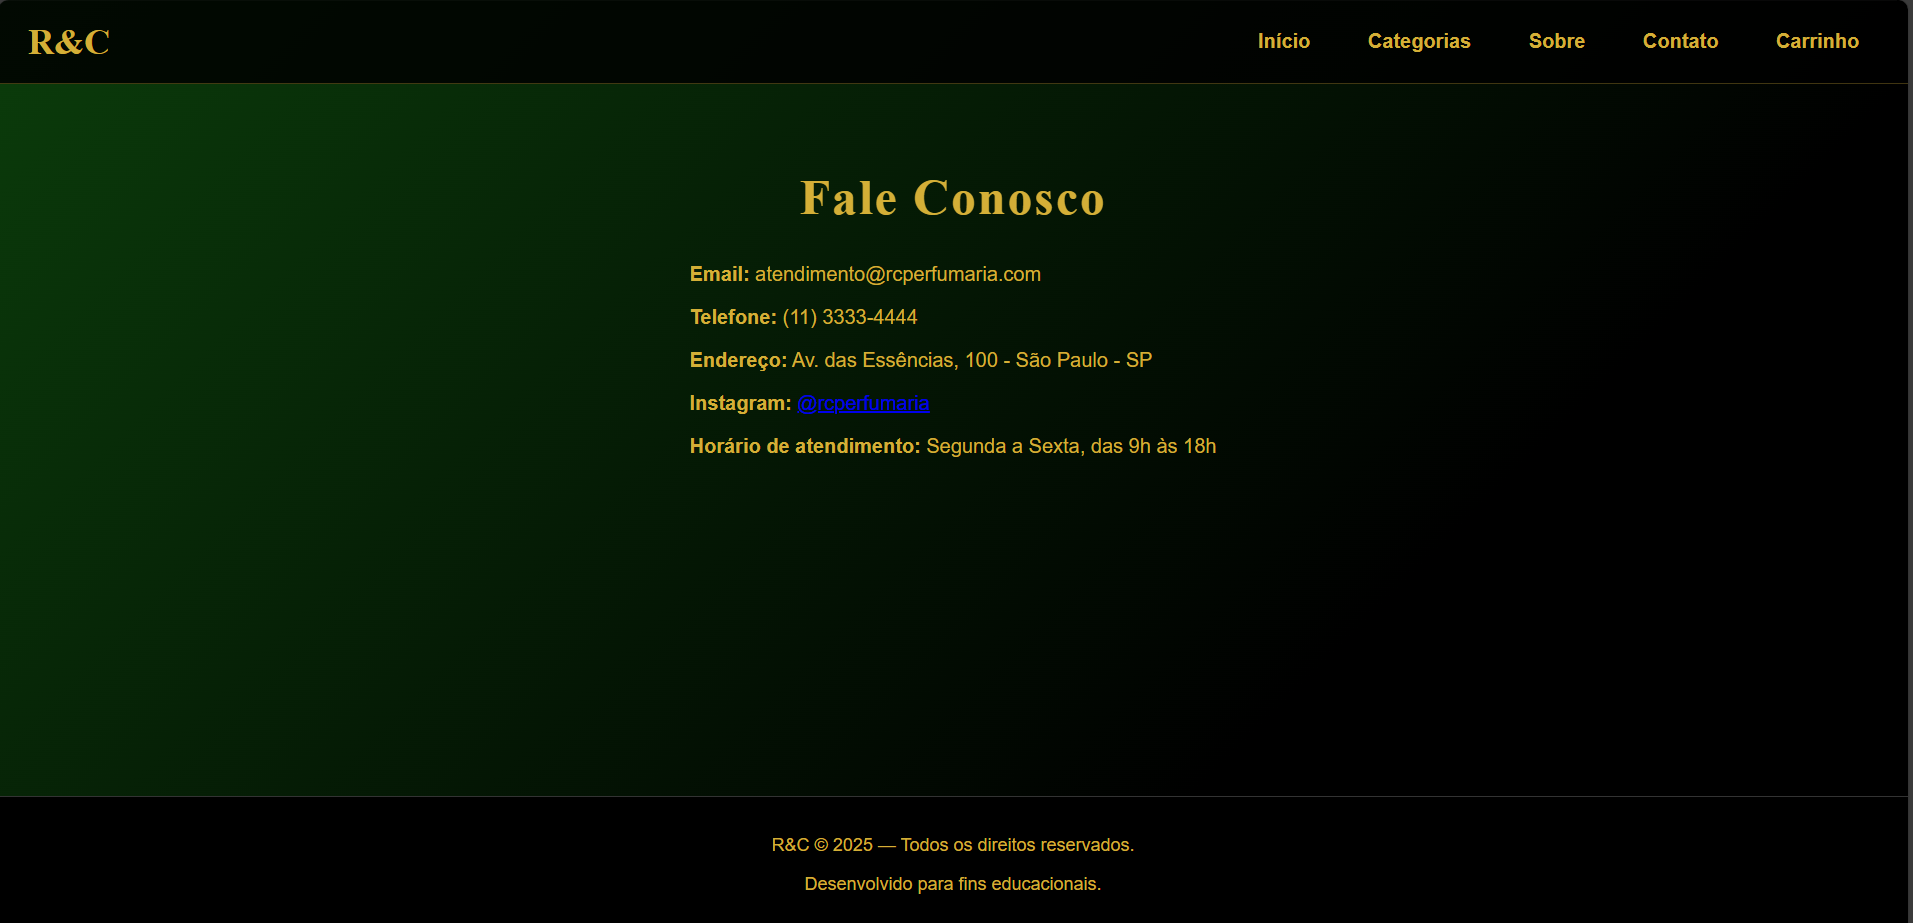 R&C
Início Categorias Sobre Contato Carrinho
Fale Conosco
Email: atendimento@rcperfumaria.com
Telefone: (11) 3333-4444
Endereço: Av. das Essências, 100 - São Paulo - SP
Instagram: @rcperfumaria
Horário de atendimento: Segunda a Sexta, das 9h às 18h
R&C © 2025 — Todos os direitos reservados.
Desenvolvido para fins educacionais.